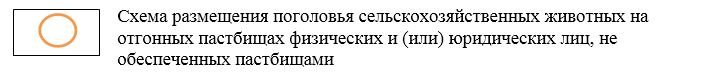 Схема размещения поголовья сельскохозяйственных животных на
отгонных пастбищах физических и (или) юридических лиц, не
обеспеченных пастбищами